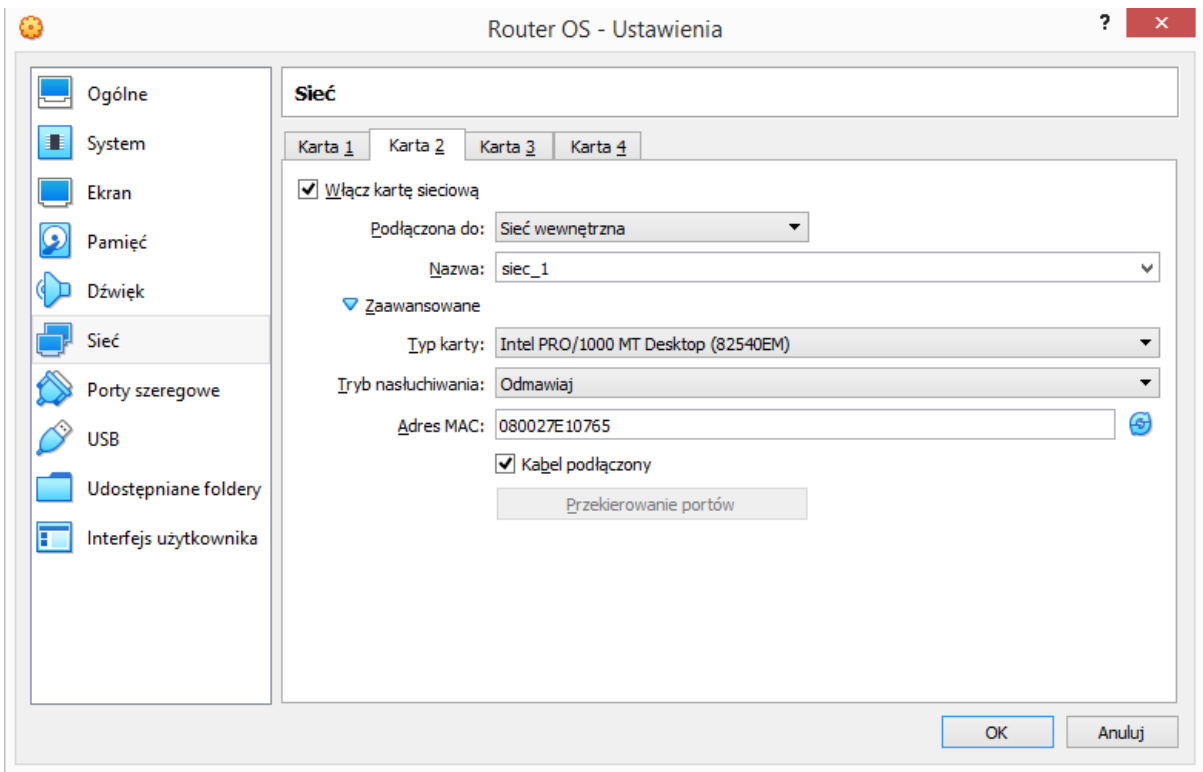 Router OS - Ustawienia
?
Ogólne
System
Ekran
Pamięć
Dźwięk
Sieć
Porty szeregowe
USB
Udostępniane foldery
Interfejs użytkownika
Sieć
Karta 1 Karta 2 Karta 3 Karta 4
Włącz kartę sieciową
Podłączona do: Sieć wewnętrzna
Nazwa: siec_1
Zaawansowane
Typ karty: Intel PRO/1000 MT Desktop (82540EM)
Tryb nasłuchiwania: Odmawiaj
Adres MAC: 080027E10765
Kabel podłączony
Przekierowanie portów
OK Anuluj